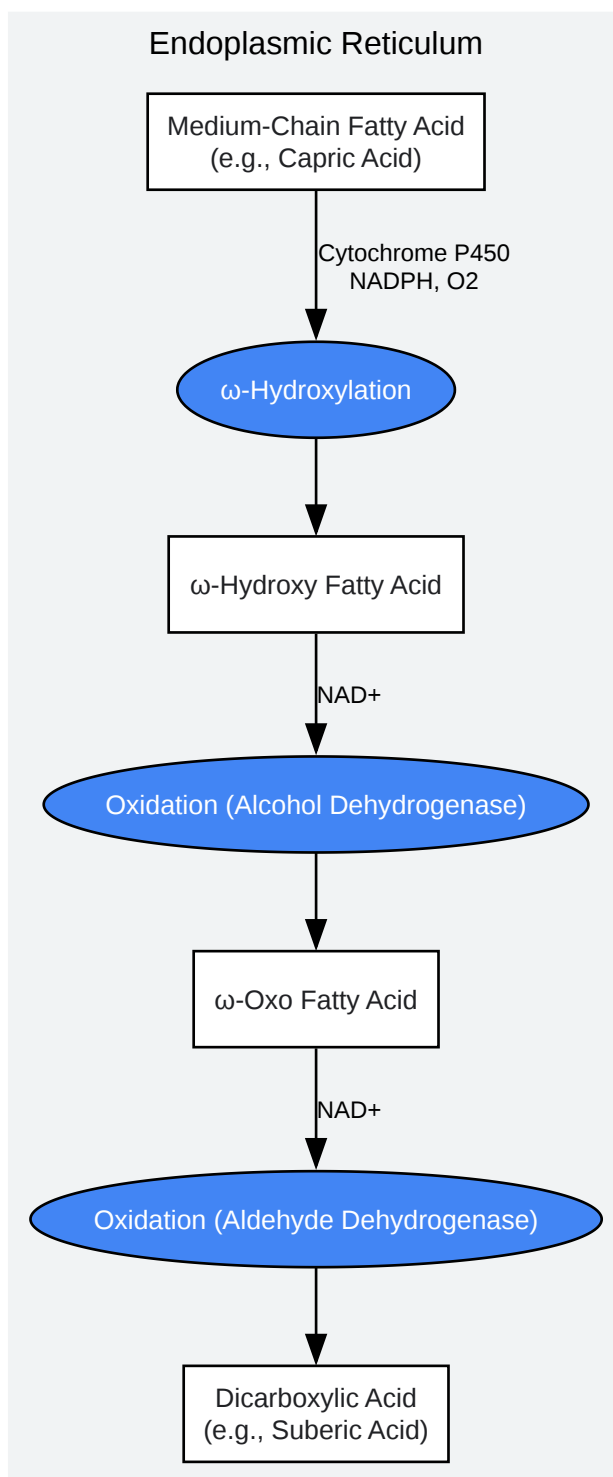 Endoplasmic Reticulum
Medium-Chain Fatty Acid
(e.g., Capric Acid)
Cytochrome P450
NADPH, O2
ω-Hydroxylation
ω-Hydroxy Fatty Acid
NAD+
Oxidation (Alcohol Dehydrogenase)
ω-Oxo Fatty Acid
NAD+
Oxidation (Aldehyde Dehydrogenase)
Dicarboxylic Acid
(e.g., Suberic Acid)